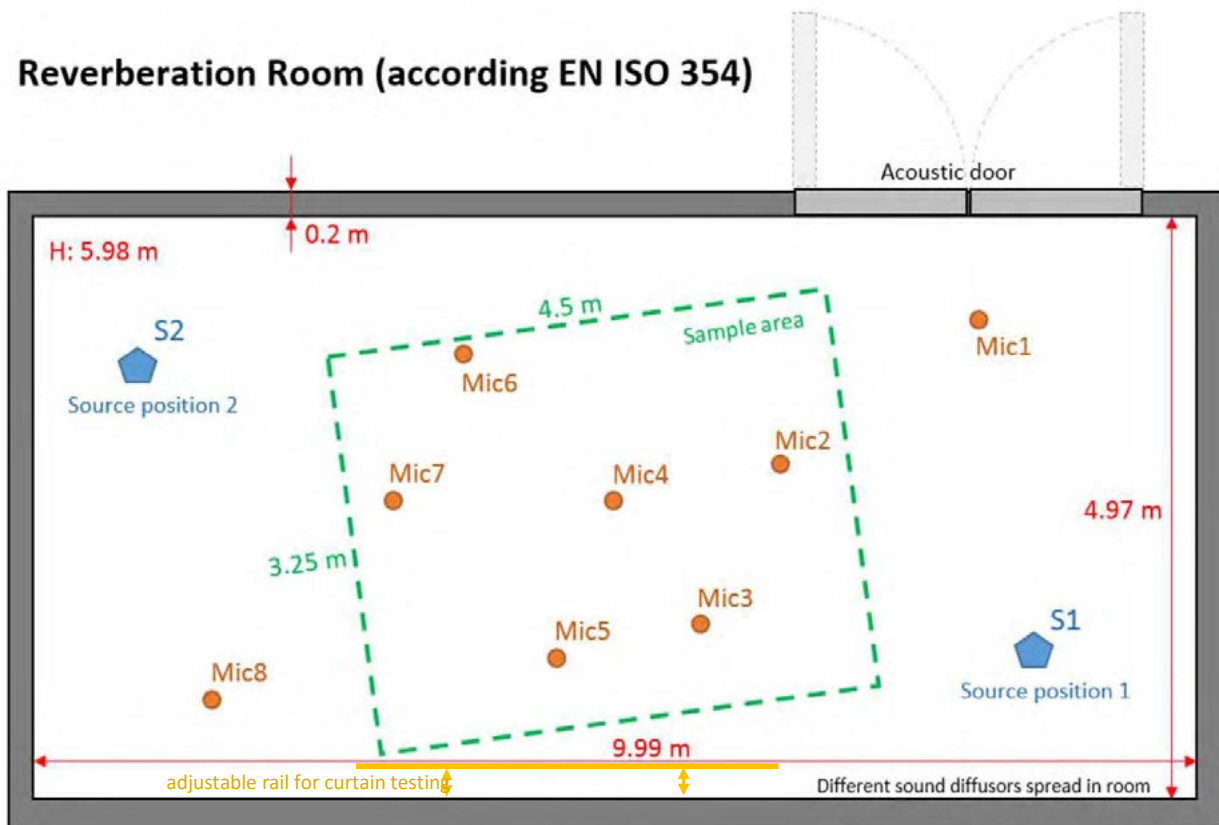 Reverberation Room (according EN ISO 354)
Acoustic door
H: 5.98 m
0.2 m
4.5 m
Sample area
S2
Source position 2
Mic1
Mic6
Mic2
Mic7
Mic4
4.97 m
3.25 m
Mic3
Mic5
S1
Mic8
Source position 1
9.99 m
adjustable rail for curtain testing
Different sound diffusors spread in room